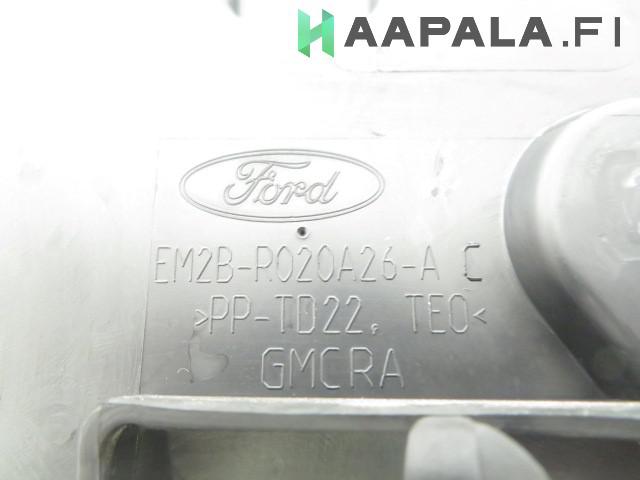 HAAPALA.FI
Ford
EM2B-R020A26-A C
>PP-TD22, TEO<
GMCRA